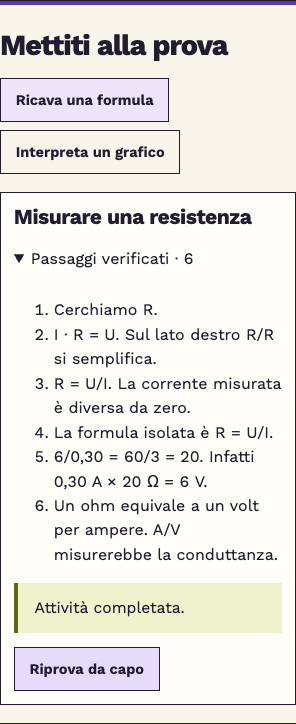 Mettiti alla prova
Ricava una formula
Interpreta un grafico
Misurare una resistenza
▼ Passaggi verificati · 6
1. Cerchiamo R.
2. I · R = U. Sul lato destro R/R
si semplifica.
3. R = U/I. La corrente misurata
è diversa da zero.
4. La formula isolata è R = U/I.
5. 6/0,30 = 60/3 = 20. Infatti
0,30 A × 20 Ω = 6 V.
6. Un ohm equivale a un volt
per ampere. A/V
misurerebbe la conduttanza.
Attività completata.
Riprova da capo